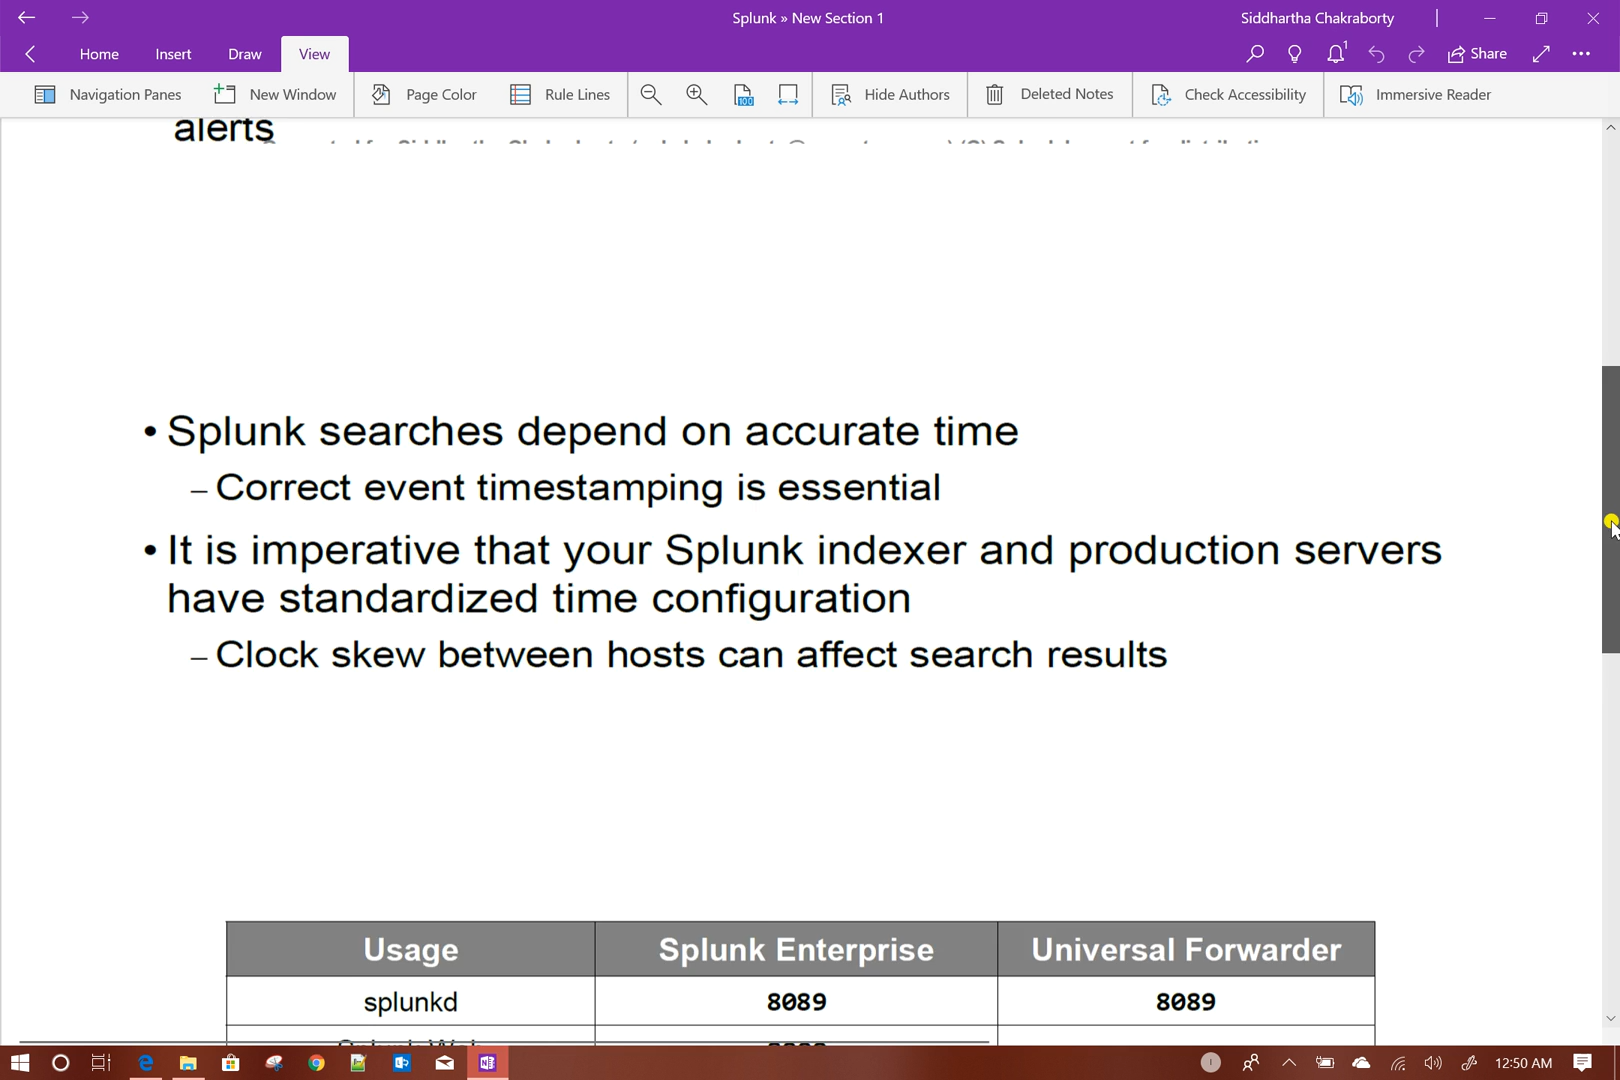 Splunk » New Section 1
Siddhartha Chakraborty
Home Insert Draw View
1 Share
Navigation Panes New Window Page Color Rule Lines 100 Hide Authors Deleted Notes Check Accessibility Immersive Reader
alerts
• Splunk searches depend on accurate time
– Correct event timestamping is essential
• It is imperative that your Splunk indexer and production servers
have standardized time configuration
– Clock skew between hosts can affect search results
Usage Splunk Enterprise Universal Forwarder
splunkd 8089 8089
12:50 AM